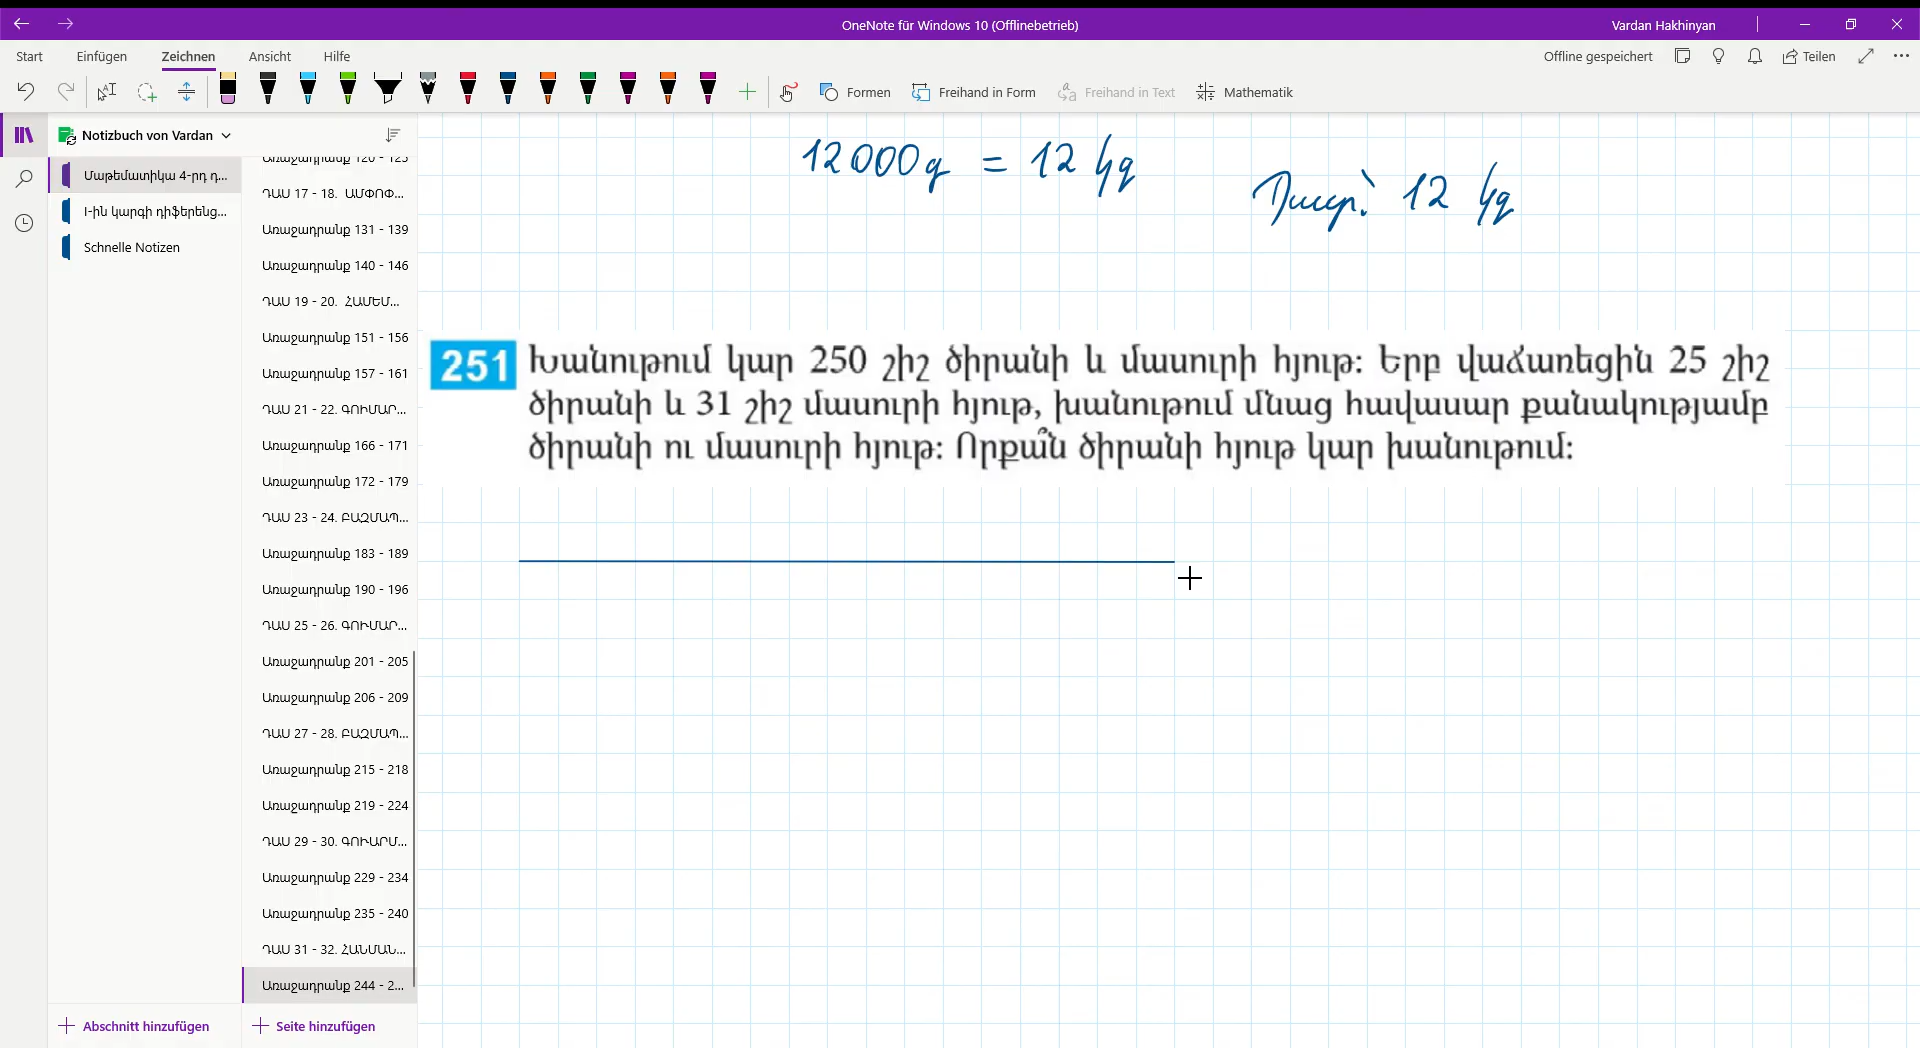 OneNote für Windows 10 (Offlinebetrieb)
Vardan Hakhinyan
Start Einfügen Zeichnen Ansicht Hilfe
Offline gespeichert Teilen
Formen Freihand in Form Freihand in Text Mathematik
Notizbuch von Vardan
Մաթեմատիկա 4-րդ դ...
I-ին կարգի դիֆերենց...
Schnelle Notizen
Առաջադրանք 120 - 125
ԴԱՍ 17 - 18. ԱՄՓՈՓ...
Առաջադրանք 131 - 139
Առաջադրանք 140 - 146
ԴԱՍ 19 - 20. ՀԱՄԵՄ...
Առաջադրանք 151 - 156
Առաջադրանք 157 - 161
ԴԱՍ 21 - 22. ԳՈՒՄԱՐ...
Առաջադրանք 166 - 171
Առաջադրանք 172 - 179
ԴԱՍ 23 - 24. ԲԱԶՄԱՊ...
Առաջադրանք 183 - 189
Առաջադրանք 190 - 196
ԴԱՍ 25 - 26. ԳՈՒՄԱՐ...
Առաջադրանք 201 - 205
Առաջադրանք 206 - 209
ԴԱՍ 27 - 28. ԲԱԶՄԱՊ...
Առաջադրանք 215 - 218
Առաջադրանք 219 - 224
ԴԱՍ 29 - 30. ԳՈՒԱՐՄ...
Առաջադրանք 229 - 234
Առաջադրանք 235 - 240
ԴԱՍ 31 - 32. ՀԱՆՄԱՆ...
Առաջադրանք 244 - 2...
Abschnitt hinzufügen
Seite hinzufügen
12000գ = 12 կգ
Պատ՝ 12 կգ
251 Խանութում կար 250 շիշ ծիրանի և մասուրի հյութ: Երբ վաճառեցին 25 շիշ
ծիրանի և 31 շիշ մասուրի հյութ, խանութում մնաց հավասար քանակությամբ
ծիրանի ու մասուրի հյութ: Որքա՞ն ծիրանի հյութ կար խանութում: